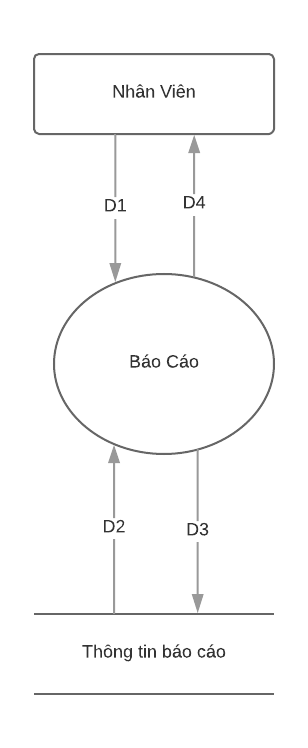 Nhân Viên
D1
D4
Báo Cáo
D2
D3
Thông tin báo cáo